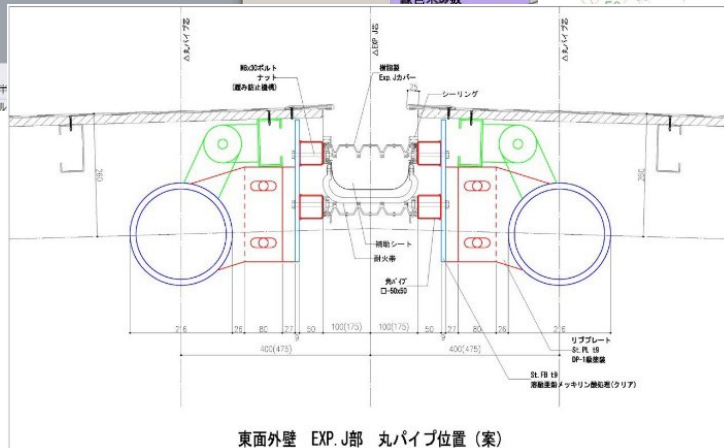 △丸パイプ芯
△EXP.J芯
△丸パイプ芯
M8x30ボルト
ナット
(緩み防止機構)
樹脂製
Exp.Jカバー
シーリング
25
260
260
補助シート
耐火帯
角パイプ
□-50x50
26
80
27
50
100(175)
100(175)
50
27
80
26
9
9
400(475)
400(475)
リブプレート
St.PL t9
OP-1級塗装
St.FB t9
溶融亜鉛メッキリン酸処理(クリア)
東面外壁 EXP.J部 丸パイプ位置(案)